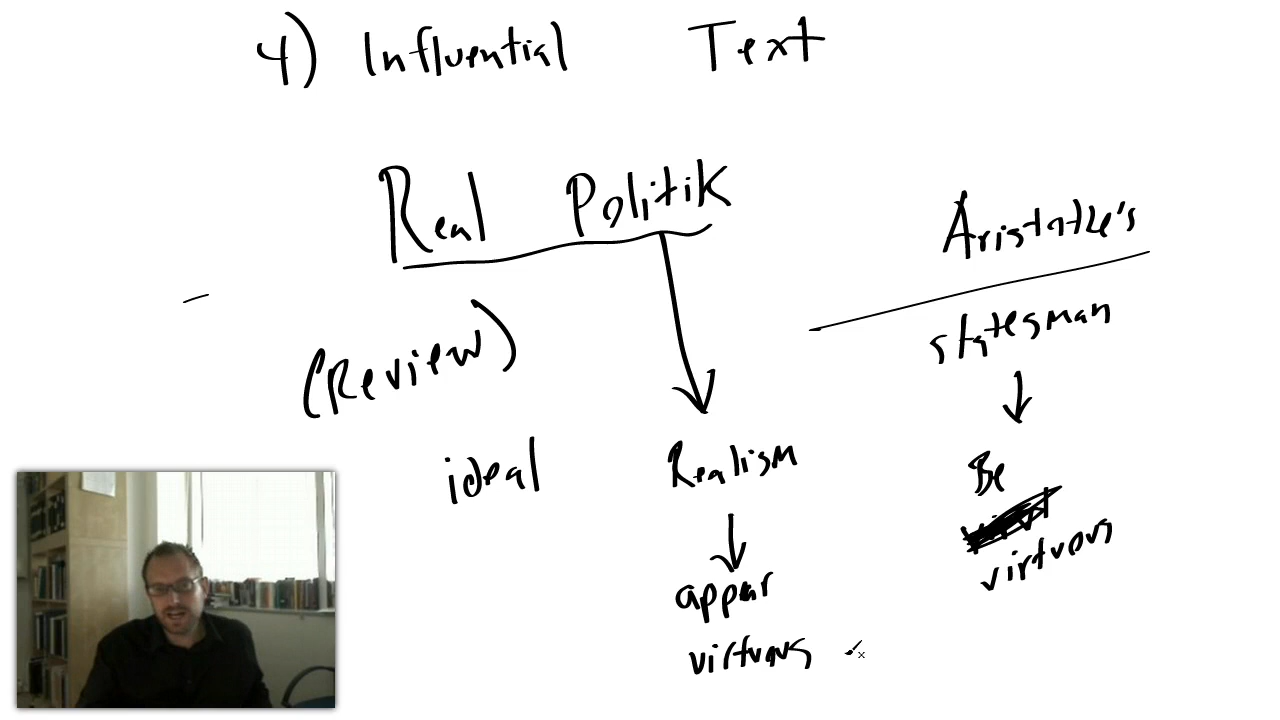 4) Influential Text
Real Politik
Aristotle's
statesman
(Review)
ideal
Realism
Be
appear
virtuous
virtuous